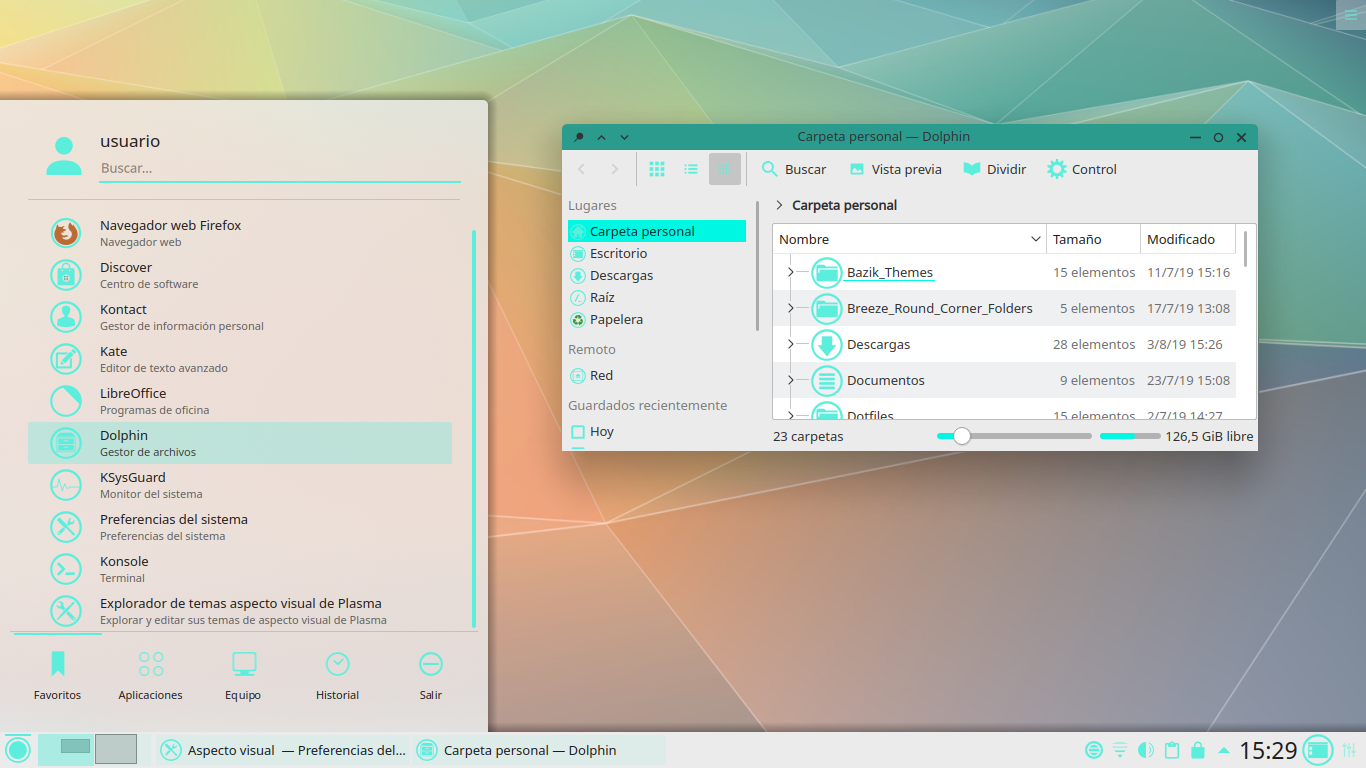 usuario
Buscar...
Navegador web Firefox
Navegador web
Discover
Centro de software
Kontact
Gestor de información personal
Kate
Editor de texto avanzado
LibreOffice
Programas de oficina
Dolphin
Gestor de archivos
KSysGuard
Monitor del sistema
Preferencias del sistema
Preferencias del sistema
Konsole
Terminal
Explorador de temas aspecto visual de Plasma
Explorar y editar sus temas de aspecto visual de Plasma
Favoritos Aplicaciones Equipo Historial Salir
Carpeta personal — Dolphin
Buscar Vista previa Dividir Control
Lugares
Carpeta personal
Escritorio
Descargas
Raíz
Papelera
Remoto
Red
Guardados recientemente
Hoy
Carpeta personal
Nombre Tamaño Modificado
Bazik_Themes 15 elementos 11/7/19 15:16
Breeze_Round_Corner_Folders 5 elementos 17/7/19 13:08
Descargas 28 elementos 3/8/19 15:26
Documentos 9 elementos 23/7/19 15:08
Dotfiles 15 elementos 2/7/19 14:27
23 carpetas 126,5 GiB libre
Aspecto visual — Preferencias del... Carpeta personal — Dolphin 15:29